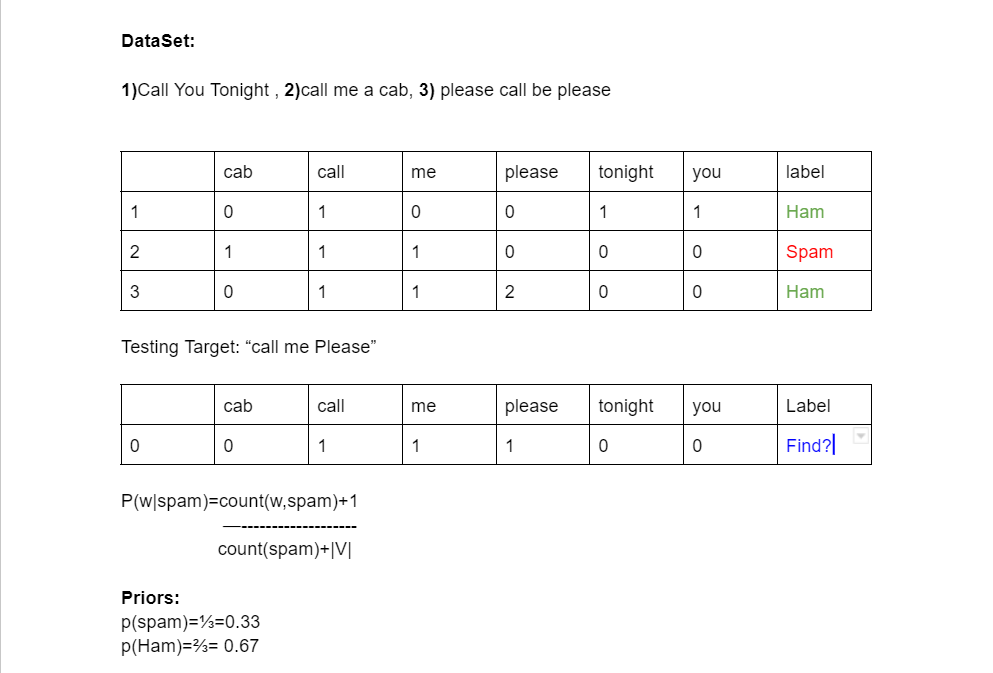 DataSet:
1)Call You Tonight , 2)call me a cab, 3) please call be please
cab call me please tonight you label
1 0 1 0 0 1 1 Ham
2 1 1 1 0 0 0 Spam
3 0 1 1 2 0 0 Ham
Testing Target: “call me Please”
cab call me please tonight you Label
0 0 1 1 1 0 0 Find?
P(w|spam)=count(w,spam)+1
—-------------------
count(spam)+|V|
Priors:
p(spam)=⅓=0.33
p(Ham)=⅔= 0.67